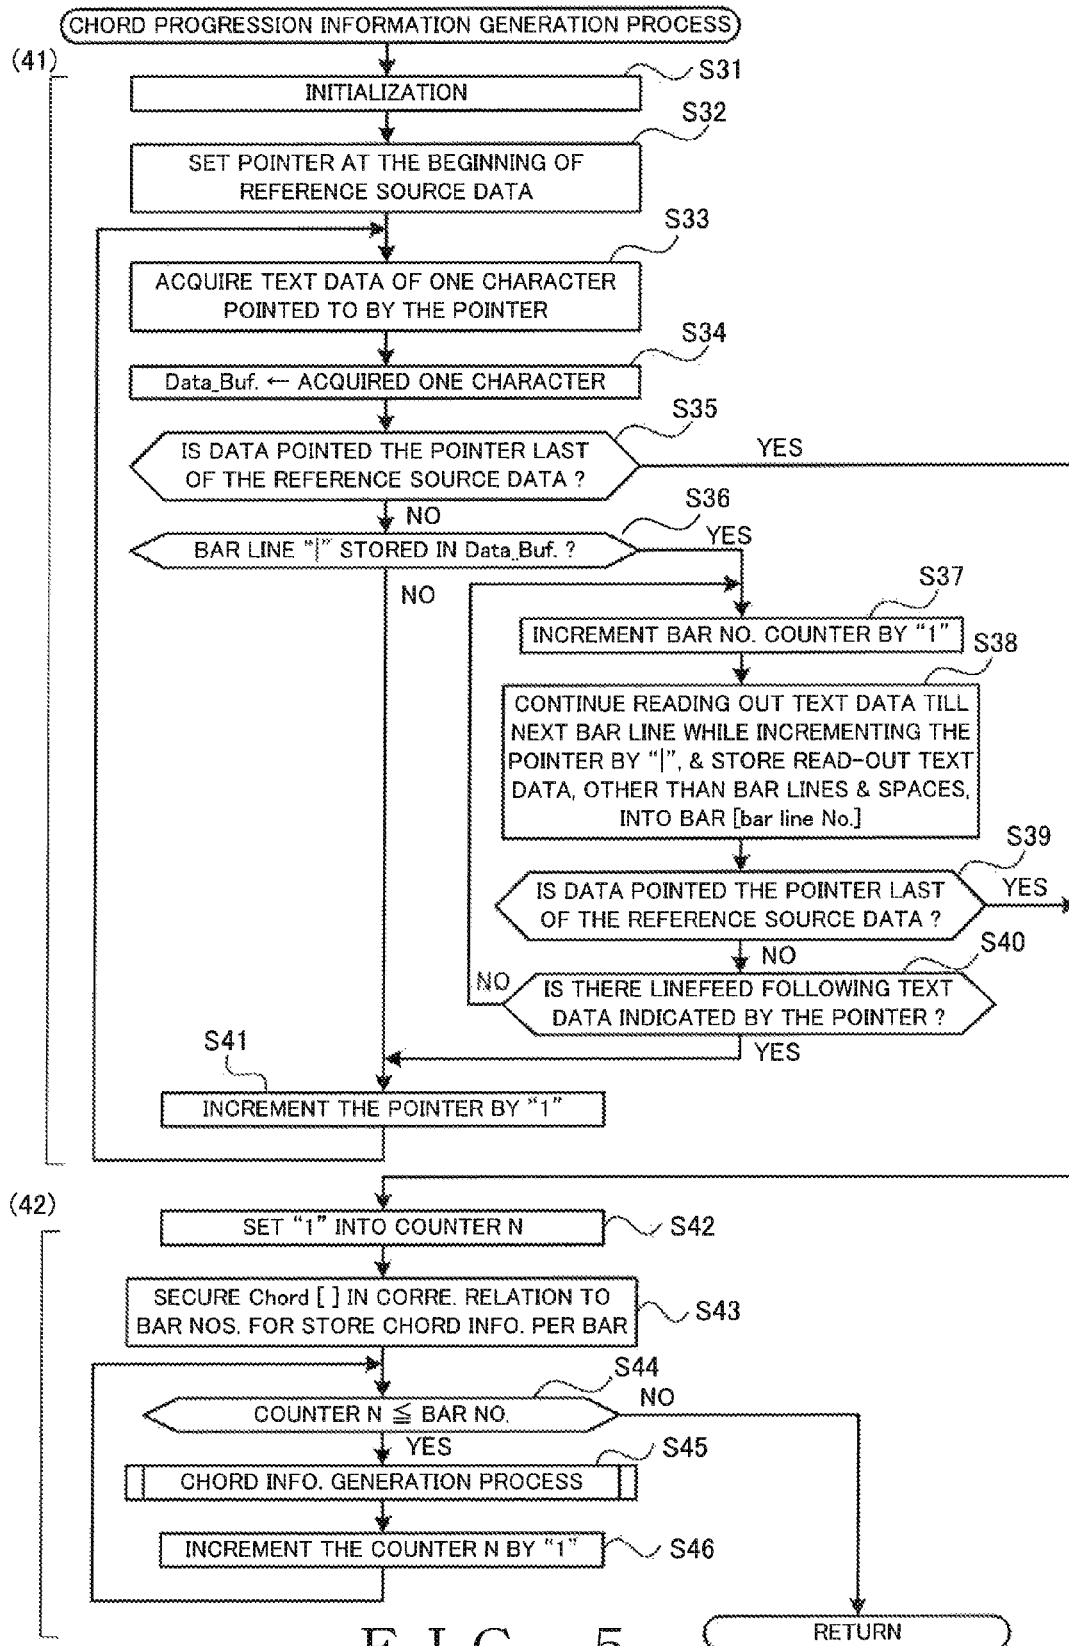 CHORD PROGRESSION INFORMATION GENERATION PROCESS
(41)
S31
INITIALIZATION
S32
SET POINTER AT THE BEGINNING OF
REFERENCE SOURCE DATA
S33
ACQUIRE TEXT DATA OF ONE CHARACTER
POINTED TO BY THE POINTER
S34
Data_Buf. ← ACQUIRED ONE CHARACTER
S35
IS DATA POINTED THE POINTER LAST
OF THE REFERENCE SOURCE DATA ?
YES
NO
S36
BAR LINE "|" STORED IN Data_Buf. ?
YES
NO
S37
INCREMENT BAR NO. COUNTER BY "1"
S38
CONTINUE READING OUT TEXT DATA TILL
NEXT BAR LINE WHILE INCREMENTING THE
POINTER BY "|", & STORE READ-OUT TEXT
DATA, OTHER THAN BAR LINES & SPACES,
INTO BAR [bar line No.]
S39
IS DATA POINTED THE POINTER LAST
OF THE REFERENCE SOURCE DATA ?
YES
NO
S40
IS THERE LINEFEED FOLLOWING TEXT
DATA INDICATED BY THE POINTER ?
NO
YES
S41
INCREMENT THE POINTER BY "1"
(42)
SET "1" INTO COUNTER N
S42
SECURE Chord [ ] IN CORRE. RELATION TO
BAR NOS. FOR STORE CHORD INFO. PER BAR
S43
S44
COUNTER N ≦ BAR NO.
NO
YES
S45
CHORD INFO. GENERATION PROCESS
INCREMENT THE COUNTER N BY "1"
S46
RETURN
FIG. 5